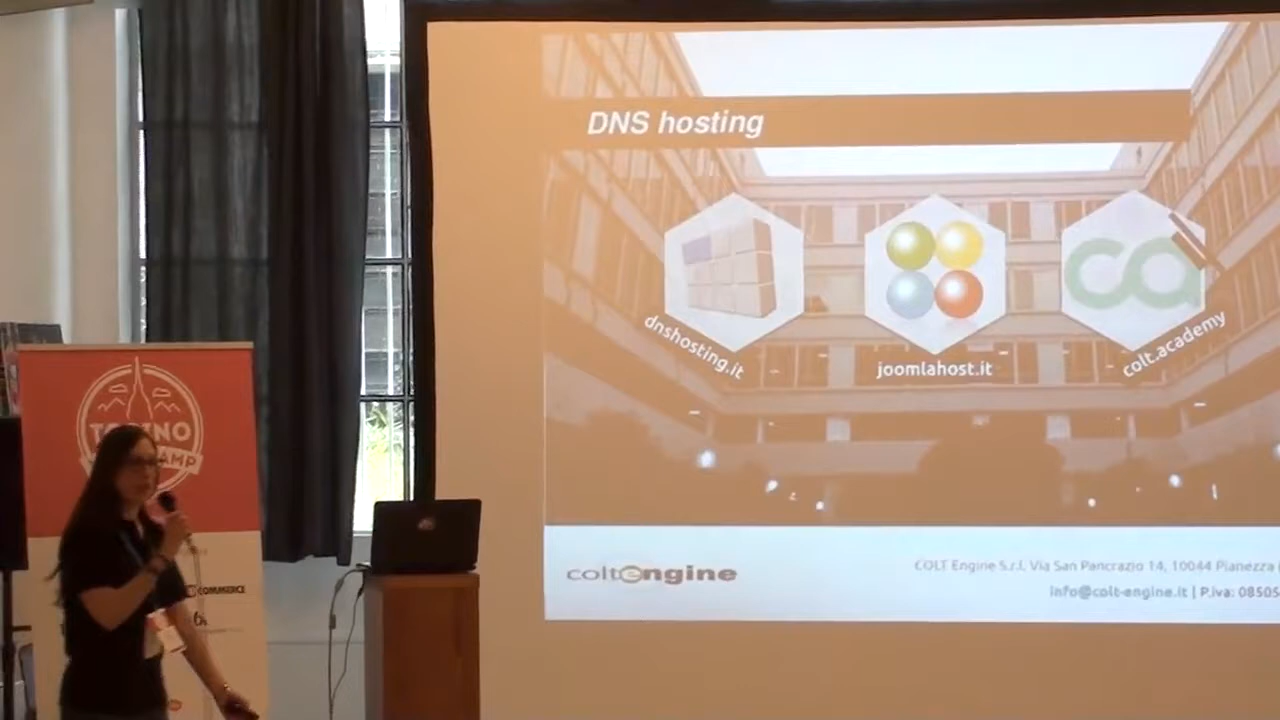 DNS hosting
dnshosting.it
joomlahost.it
colt.academy
coltengine
COLT Engine S.r.l. Via San Pancrazio 14, 10044 Pianezza
info@colt-engine.it | P.iva: 08505
COMMERCE